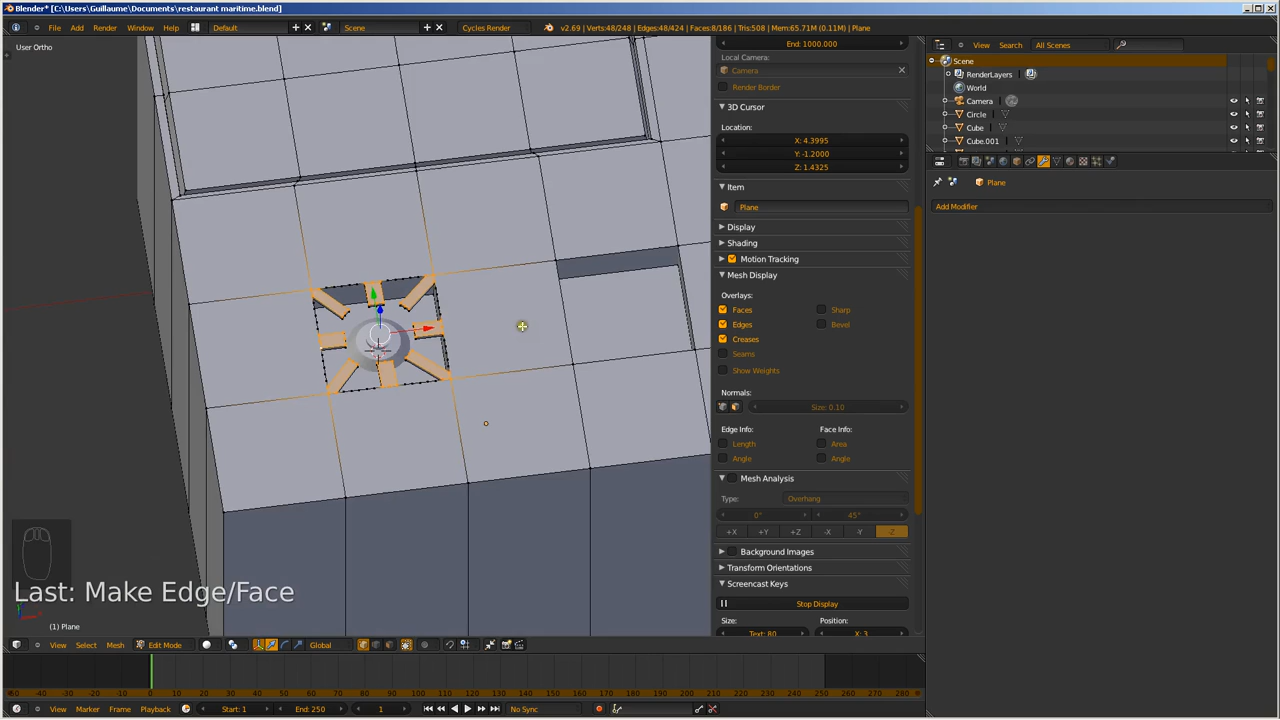 Blender* [C:\Users\Guillaume\Documents\restaurant maritime.blend]
File Add Render Window Help Default Scene Cycles Render v2.69 | Verts:48/248 | Edges:48/424 | Faces:8/186 | Tris:508 | Mem:65.71M (0.11M) | Plane
User Ortho
End: 1000.000
Local Camera:
Camera
Render Border
3D Cursor
Location:
X: 4.3995
Y: -1.2000
Z: 1.4325
Item
Plane
Display
Shading
Motion Tracking
Mesh Display
Overlays:
Faces Sharp
Edges Bevel
Creases
Seams
Show Weights
Normals:
Size: 0.10
Edge Info: Face Info:
Length Area
Angle Angle
Mesh Analysis
Type: Overhang
0° 45°
+X +Y +Z -X -Y -Z
Background Images
Transform Orientations
Screencast Keys
Stop Display
Size: Position:
Text: 80 X: 3
View Search All Scenes
Scene
RenderLayers
World
Camera
Circle
Cube
Cube.001
Plane
Add Modifier
Last: Make Edge/Face
(1) Plane
View Select Mesh Edit Mode Global
-50 -40 -30 -20 -10 0 10 20 30 40 50 60 70 80 90 100 110 120 130 140 150 160 170 180 190 200 210 220 230 240 250 260 270 280
View Marker Frame Playback Start: 1 End: 250 1 No Sync